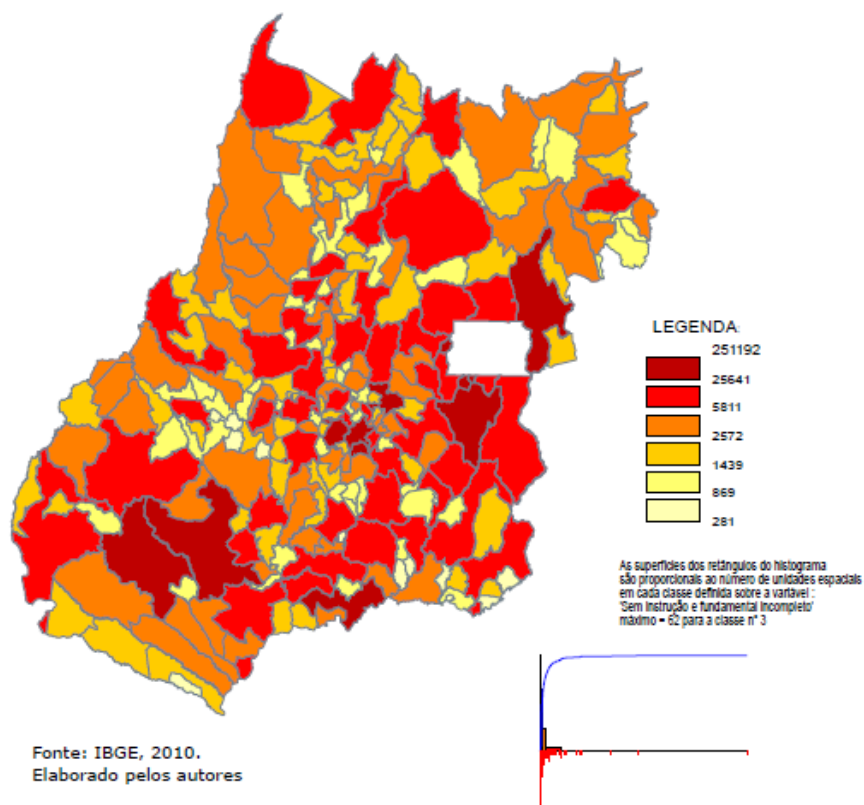 LEGENDA:
251192
25641
5811
2572
1439
869
281
As superfícies dos retângulos do histograma
são proporcionais ao número de unidades espaciais
em cada classe definida sobre a variável :
'Sem instrução e fundamental incompleto'
máximo = 62 para a classe n° 3
Fonte: IBGE, 2010.
Elaborado pelos autores